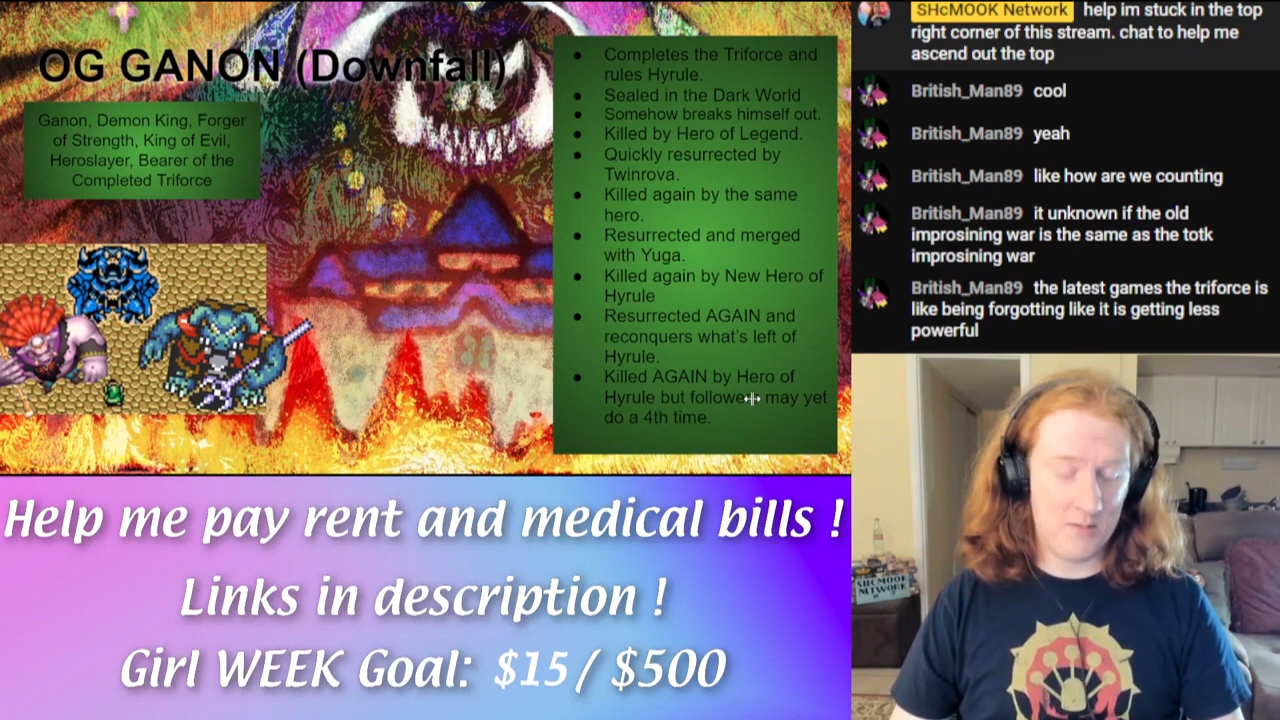 OG GANON (Downfall)
Ganon, Demon King, Forger
of Strength, King of Evil,
Heroslayer, Bearer of the
Completed Triforce
• Completes the Triforce and
rules Hyrule.
• Sealed in the Dark World
• Somehow breaks himself out.
• Killed by Hero of Legend.
• Quickly resurrected by
Twinrova.
• Killed again by the same
hero.
• Resurrected and merged
with Yuga.
• Killed again by New Hero of
Hyrule
• Resurrected AGAIN and
reconquers what's left of
Hyrule.
• Killed AGAIN by Hero of
Hyrule but may yet
do a 4th time.
Help me pay rent and medical bills !
Links in description !
Girl WEEK Goal: $15 / $500
SHcMOOK Network help im stuck in the top
right corner of this stream. chat to help me
ascend out the top
British_Man89 cool
British_Man89 yeah
British_Man89 like how are we counting
British_Man89 it unknown if the old
improsining war is the same as the totk
improsining war
British_Man89 the latest games the triforce is
like being forgotting like it is getting less
powerful
SHCMOOK
NETWORK